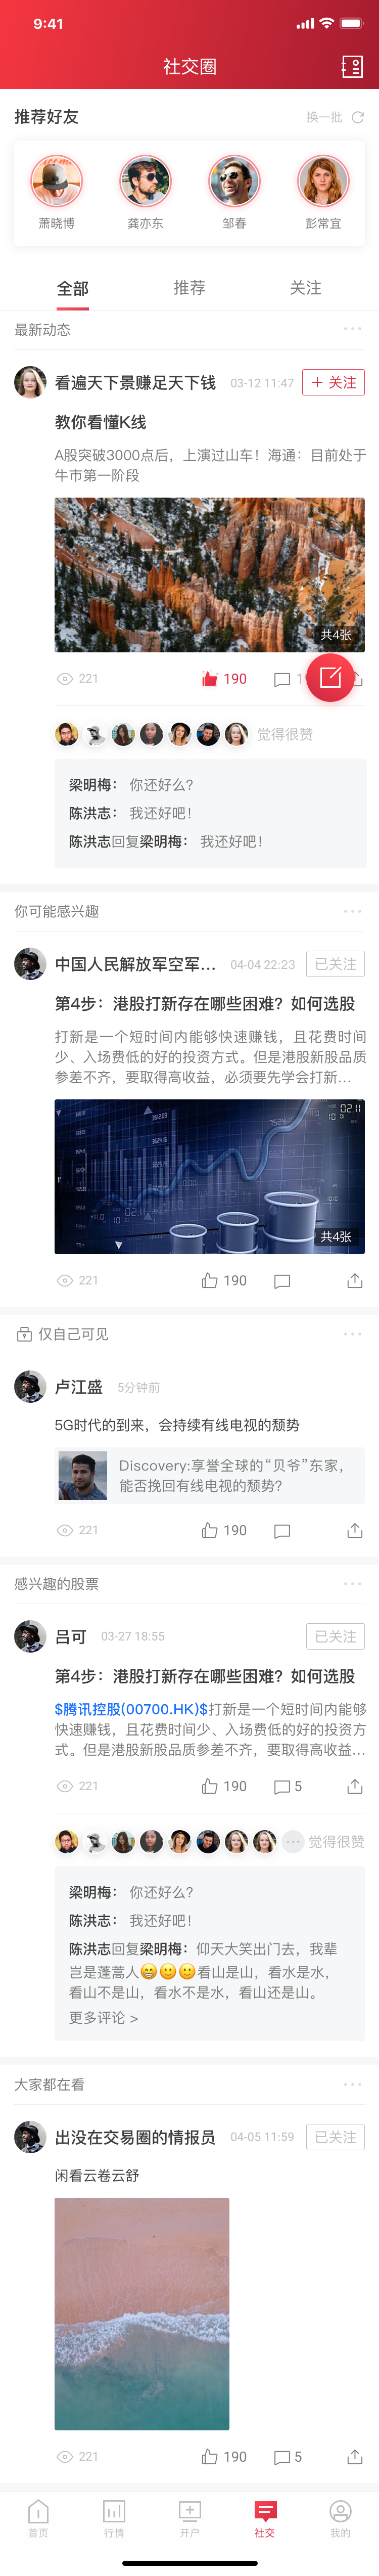 9:41
社交圈
推荐好友
换一批
萧晓博
龚亦东
邹春
彭常宜
全部
推荐
关注
最新动态
看遍天下景赚足天下钱 03-12 11:47 关注
教你看懂K线
A股突破3000点后，上演过山车！海通：目前处于
牛市第一阶段
共4张
221 190
觉得很赞
梁明梅： 你还好么?
陈洪志： 我还好吧！
陈洪志回复梁明梅： 我还好吧！
你可能感兴趣
中国人民解放军空军... 04-04 22:23 已关注
第4步：港股打新存在哪些困难？如何选股
打新是一个短时间内能够快速赚钱，且花费时间
少、入场费低的好的投资方式。但是港股新股品质
参差不齐，要取得高收益，必须要先学会打新...
共4张
221 190
仅自己可见
卢江盛 5分钟前
5G时代的到来，会持续有线电视的颓势
Discovery:享誉全球的“贝爷”东家，
能否挽回有线电视的颓势?
221 190
感兴趣的股票
吕可 03-27 18:55 已关注
第4步：港股打新存在哪些困难？如何选股
$腾讯控股(00700.HK)$打新是一个短时间内能够
快速赚钱，且花费时间少、入场费低的好的投资方
式。但是港股新股品质参差不齐，要取得高收益...
221 190 5
觉得很赞
梁明梅： 你还好么?
陈洪志： 我还好吧！
陈洪志回复梁明梅：仰天大笑出门去，我辈
岂是蓬蒿人😁🙂🙂看山是山，看水是水，
看山不是山，看水不是水，看山还是山。
更多评论 >
大家都在看
出没在交易圈的情报员 04-05 11:59 已关注
闲看云卷云舒
221 190 5
首页
行情
开户
社交
我的